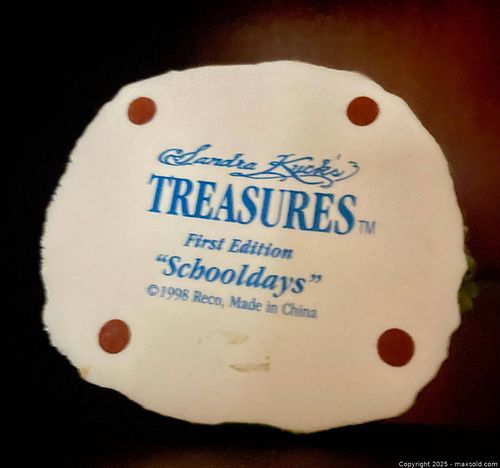 Sandra Kuck's
TREASURES™
First Edition
“Schooldays”
©1998 Reco, Made in China
Copyright 2025 - maxsold.com